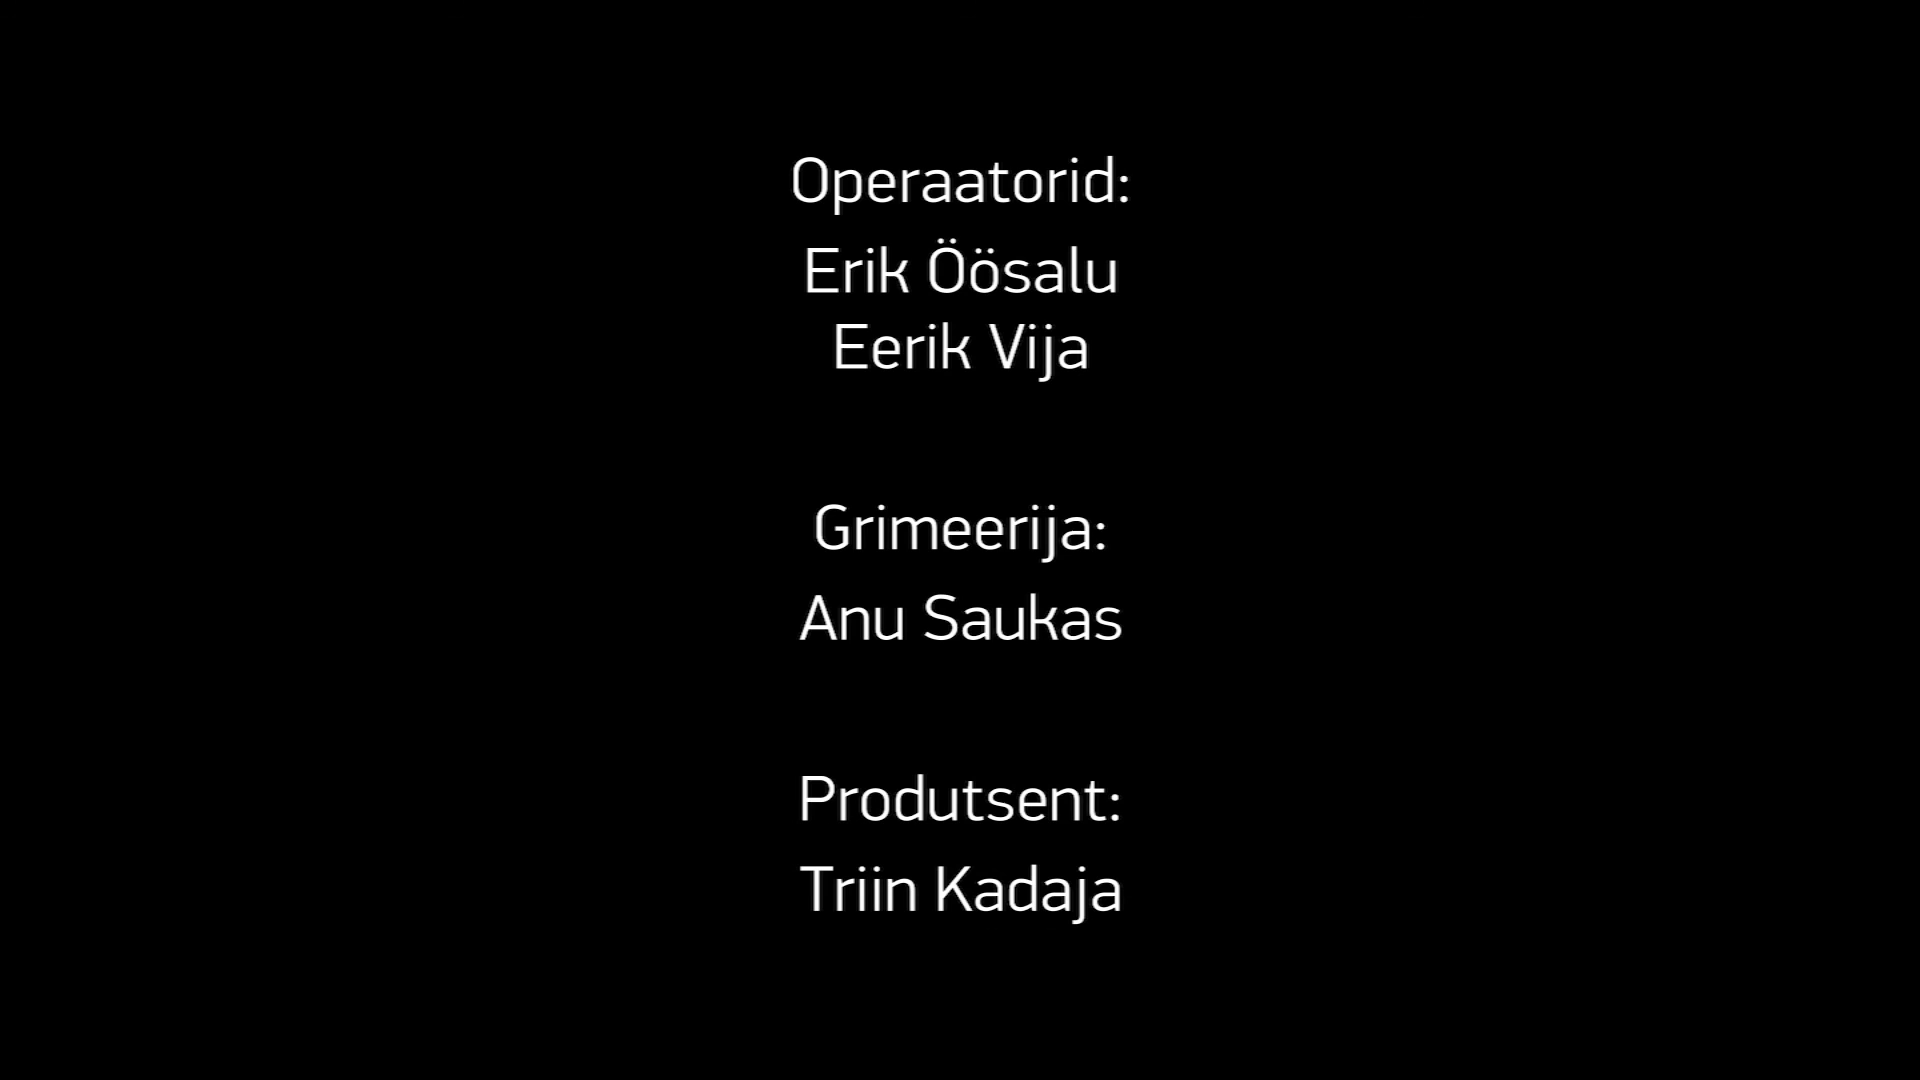 Operaatorid:
Erik Öösalu
Eerik Vija
Grimeerija:
Anu Saukas
Produtsent:
Triin Kadaja